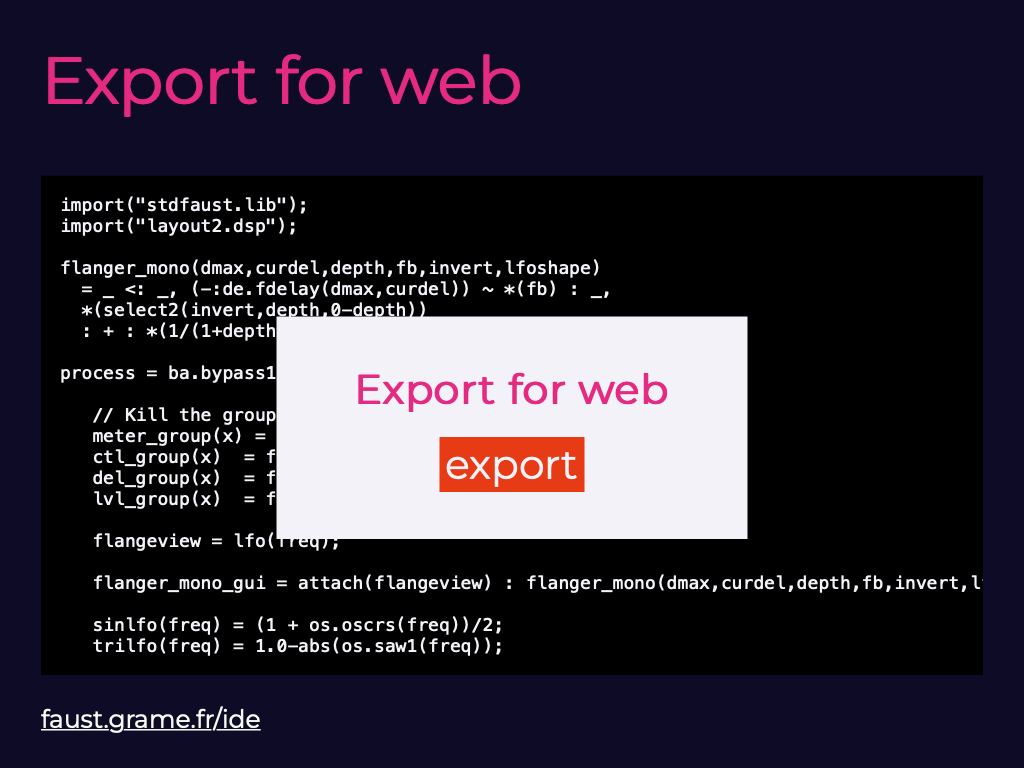 Export for web
import("stdfaust.lib");
import("layout2.dsp");
flanger_mono(dmax,curdel,depth,fb,invert,lfoshape)
= _ <: _, (-:de.fdelay(dmax,curdel)) ~ *(fb) : _,
*(select2(invert,depth,0-depth))
: + : *(1/(1+depth
process = ba.bypass1
// Kill the group
meter_group(x) =
ctl_group(x) = f
del_group(x) = f
lvl_group(x) = f
Export for web
export
flangeview = lfo(freq);
flanger_mono_gui = attach(flangeview) : flanger_mono(dmax,curdel,depth,fb,invert,l
sinlfo(freq) = (1 + os.oscrs(freq))/2;
trilfo(freq) = 1.0-abs(os.saw1(freq));
faust.grame.fr/ide